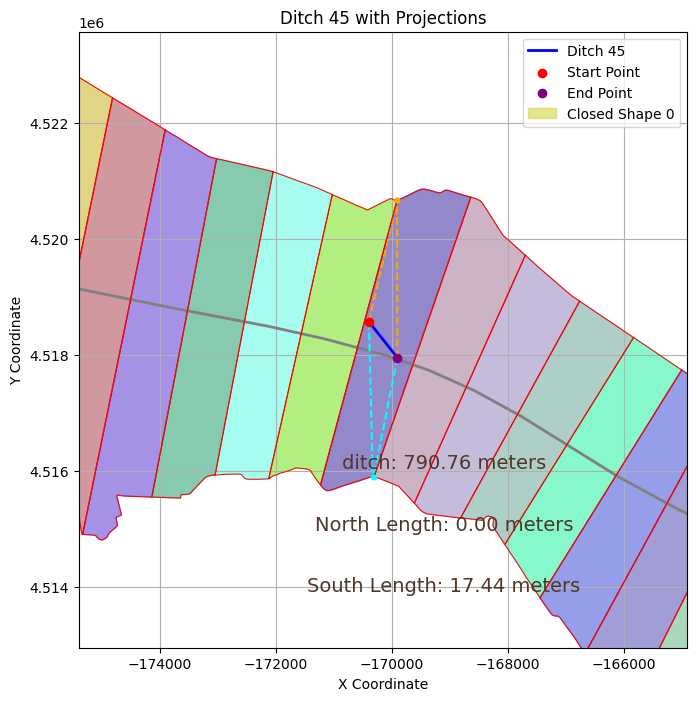 Ditch 45 with Projections
1e6
Ditch 45
Start Point
End Point
Closed Shape 0
4.522
4.520
4.518
4.516
4.514
Y Coordinate
ditch: 790.76 meters
North Length: 0.00 meters
South Length: 17.44 meters
−174000
−172000
−170000
−168000
−166000
X Coordinate